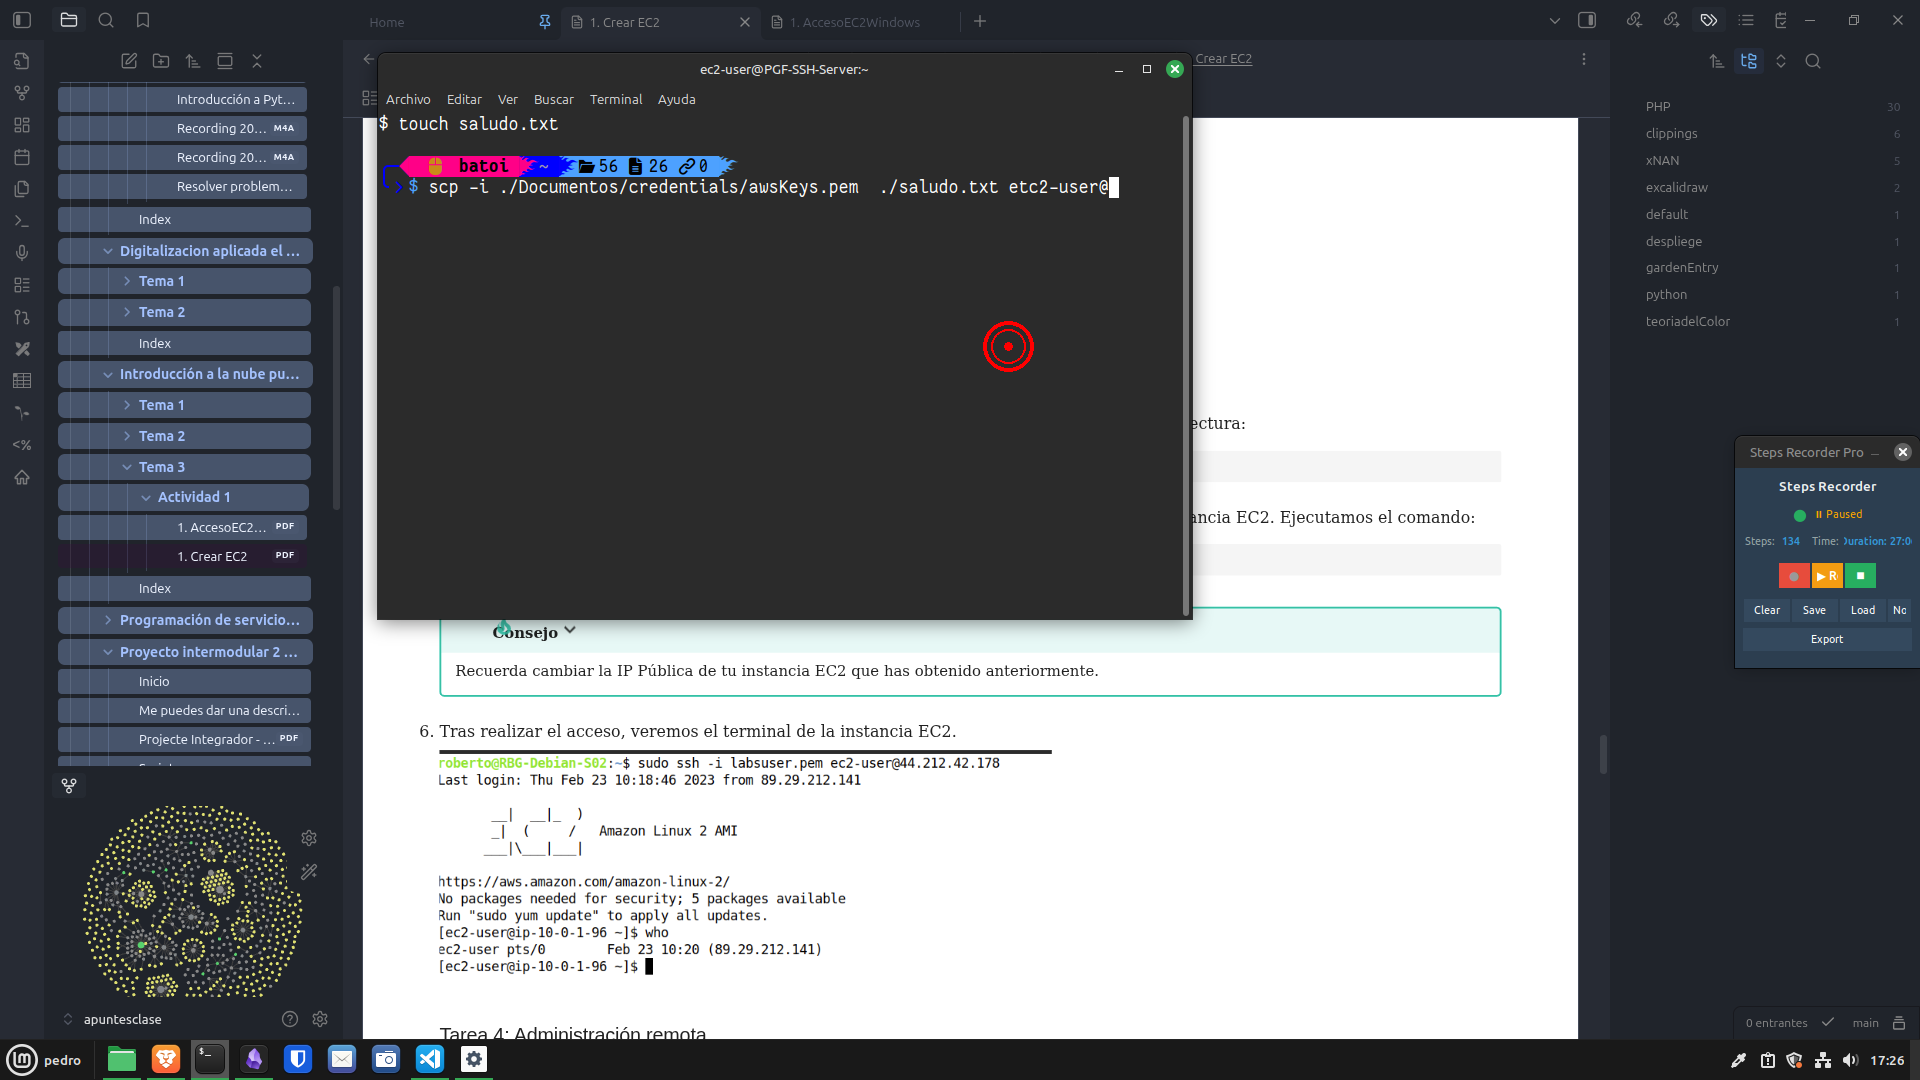 Home
1. Crear EC2
1. AccesoEC2Windows
Crear EC2
Introducción a Pyt...
Recording 20... M4A
Recording 20... M4A
Resolver problem...
Index
Digitalizacion aplicada el ...
Tema 1
Tema 2
Index
Introducción a la nube pu...
Tema 1
Tema 2
Tema 3
Actividad 1
1. AccesoEC2... PDF
1. Crear EC2 PDF
Index
Programación de servicio...
Proyecto intermodular 2 ...
Inicio
Me puedes dar una descri...
Projecte Integrador - ... PDF
apuntesclase
ec2-user@PGF-SSH-Server:~
Archivo Editar Ver Buscar Terminal Ayuda
$ touch saludo.txt
batoi ~ 56 26 0
$ scp -i ./Documentos/credentials/awsKeys.pem  ./saludo.txt etc2-user@
ectura:
ancia EC2. Ejecutamos el comando:
Consejo
Recuerda cambiar la IP Pública de tu instancia EC2 que has obtenido anteriormente.
6. Tras realizar el acceso, veremos el terminal de la instancia EC2.
roberto@RBG-Debian-S02:~$ sudo ssh -i labsuser.pem ec2-user@44.212.42.178
Last login: Thu Feb 23 10:18:46 2023 from 89.29.212.141
__|  __|_  )
_|  (     /   Amazon Linux 2 AMI
___|\___|___|
https://aws.amazon.com/amazon-linux-2/
No packages needed for security; 5 packages available
Run "sudo yum update" to apply all updates.
[ec2-user@ip-10-0-1-96 ~]$ who
ec2-user pts/0        Feb 23 10:20 (89.29.212.141)
[ec2-user@ip-10-0-1-96 ~]$
Tarea 4: Administración remota
PHP 30
clippings 6
xNAN 5
excalidraw 2
default 1
despliege 1
gardenEntry 1
python 1
teoriadelColor 1
Steps Recorder Pro
Steps Recorder
Paused
Steps: 134 Time: Duration: 27:0
R
Clear Save Load No
Export
0 entrantes main
pedro
17:26